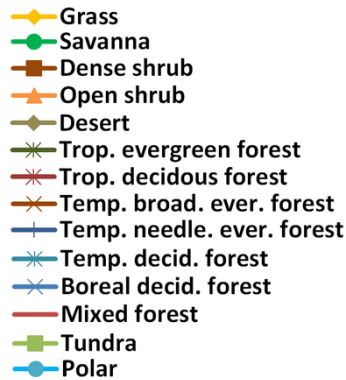 Grass
Savanna
Dense shrub
Open shrub
Desert
Trop. evergreen forest
Trop. decidous forest
Temp. broad. ever. forest
Temp. needle. ever. forest
Temp. decid. forest
Boreal decid. forest
Mixed forest
Tundra
Polar